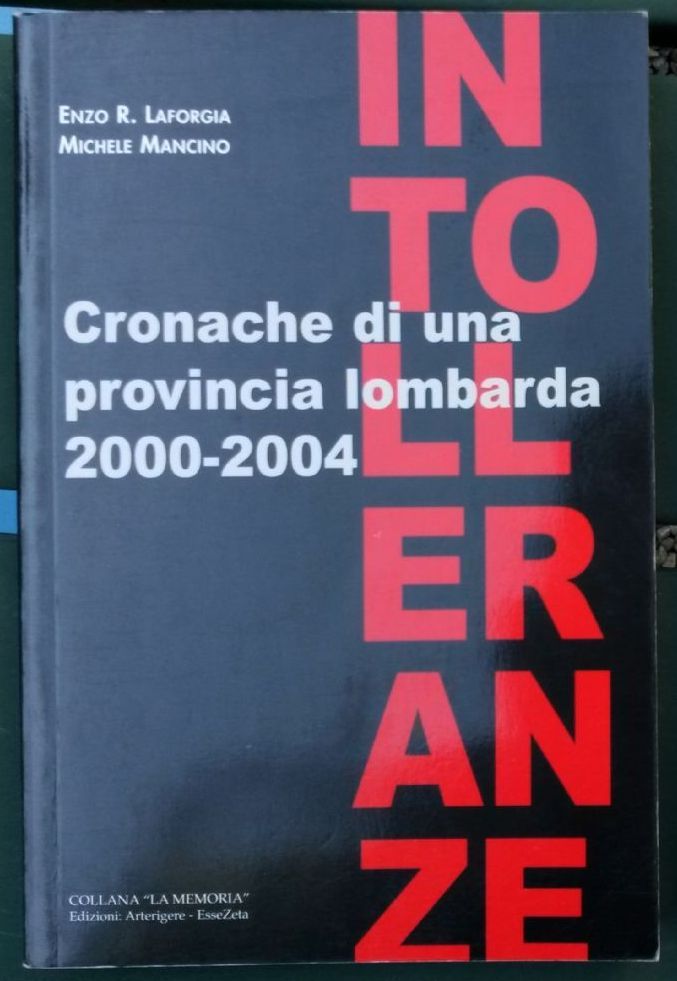 ENZO R. LAFORGIA
MICHELE MANCINO
IN
TO
LL
ER
AN
ZE
Cronache di una
provincia lombarda
2000-2004
COLLANA "LA MEMORIA"
Edizioni: Arterigere - EsseZeta